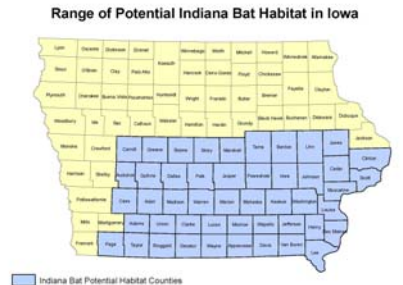 Range of Potential Indiana Bat Habitat in Iowa
Lyon Osceola Dickinson Emmet Winnebago Worth Mitchell Howard Winneshiek Allamakee
Kossuth
Sioux O'Brien Clay Palo Alto Hancock Cerro Gordo Floyd Chickasaw
Fayette Clayton
Plymouth Cherokee Buena Vista Pocahontas Humboldt Wright Franklin Butler Bremer
Woodbury Ida Sac Calhoun Webster Hamilton Hardin Grundy Black Hawk Buchanan Delaware Dubuque
Jackson
Monona Crawford Carroll Greene Boone Story Marshall Tama Benton Linn Jones
Clinton
Cedar
Harrison Shelby Audubon Guthrie Dallas Polk Jasper Poweshiek Iowa Johnson Scott
Muscatine
Pottawattamie Cass Adair Madison Warren Marion Mahaska Keokuk Washington
Louisa
Mills Montgomery Adams Union Clarke Lucas Monroe Wapello Jefferson Henry Des Moines
Fremont Page Taylor Ringgold Decatur Wayne Appanoose Davis Van Buren
Lee
Indiana Bat Potential Habitat Counties